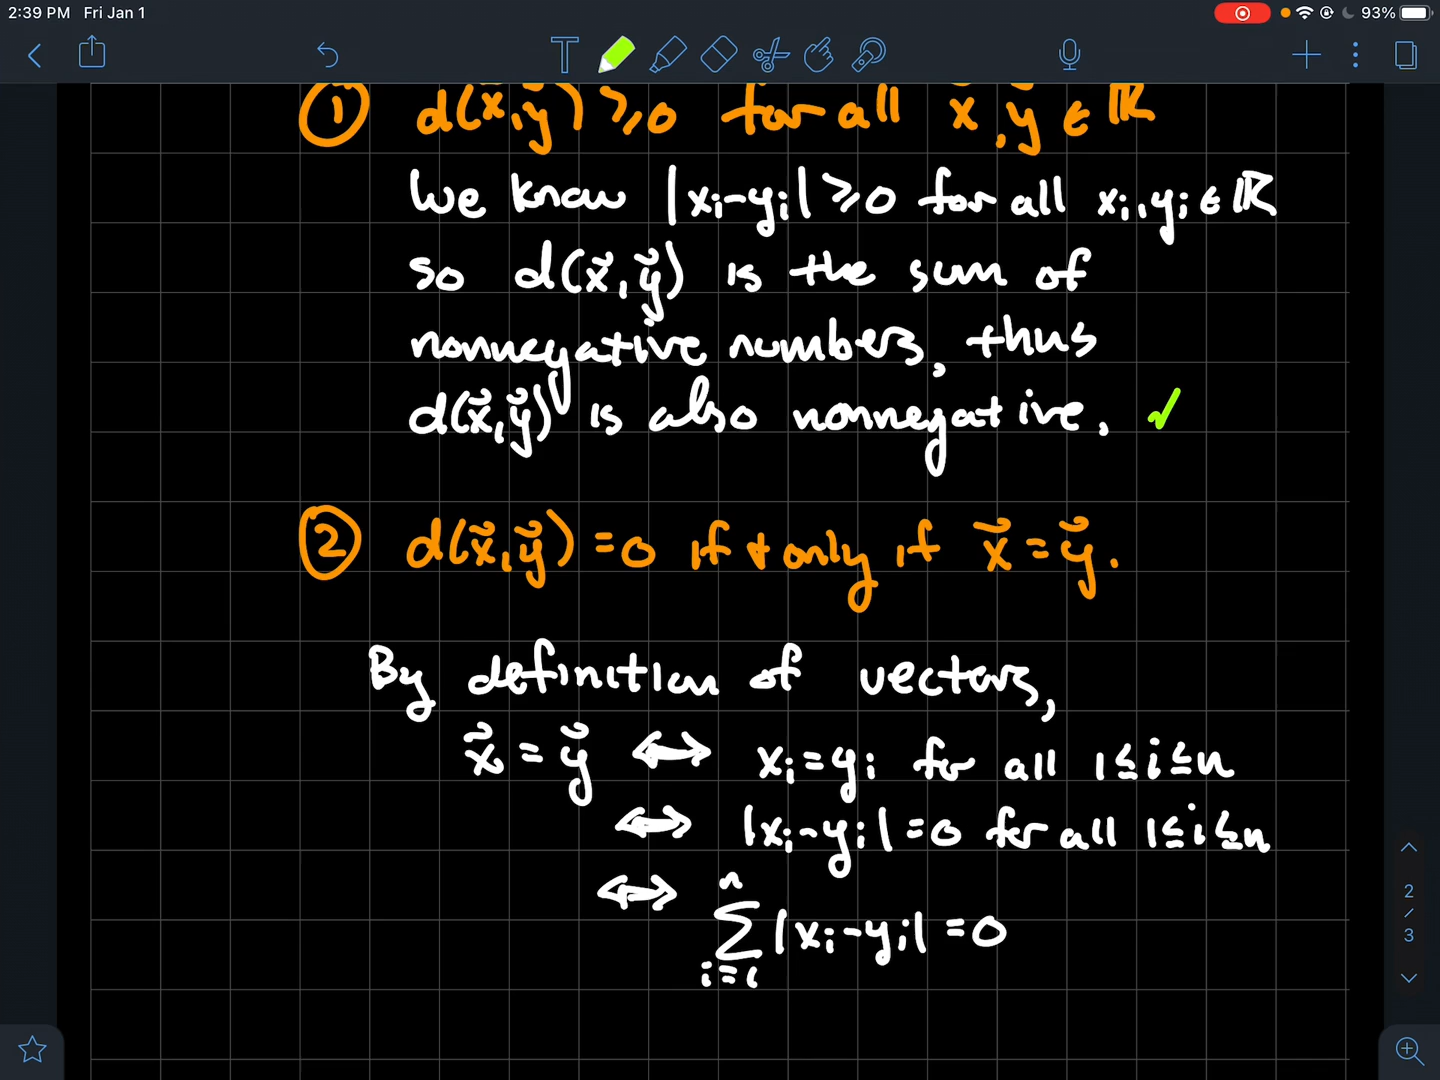 2:39 PM Fri Jan 1
93%
① d(x⃗,y⃗) ≥ 0 for all x⃗,y⃗ ∈ ℝ
We know |xᵢ-yᵢ| ≥ 0 for all xᵢ,yᵢ ∈ ℝ
so d(x⃗,y⃗) is the sum of
nonnegative numbers, thus
d(x⃗,y⃗) is also nonnegative. ✓
② d(x⃗,y⃗) = 0 if & only if x⃗ = y⃗.
By definition of vectors,
x⃗ = y⃗ ⟺ xᵢ = yᵢ for all 1 ≤ i ≤ n
⟺ |xᵢ-yᵢ| = 0 for all 1 ≤ i ≤ n
⟺ ∑ᵢ₌₁ⁿ |xᵢ-yᵢ| = 0
2
/
3